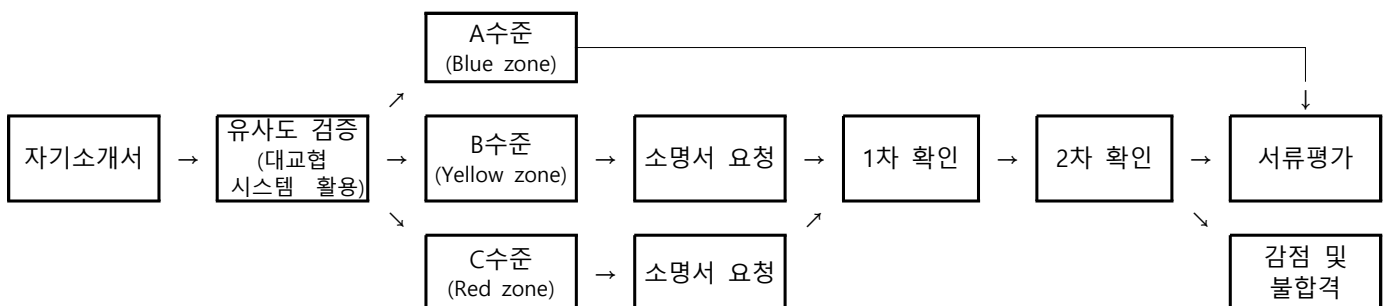 A수준
(Blue zone)
↗
↓
자기소개서 → 유사도 검증
(대교협
시스템 활용)
→ B수준
(Yellow zone)
→ 소명서 요청 → 1차 확인 → 2차 확인 → 서류평가
↘ ↗ ↘
C수준
(Red zone)
→ 소명서 요청
감점 및
불합격